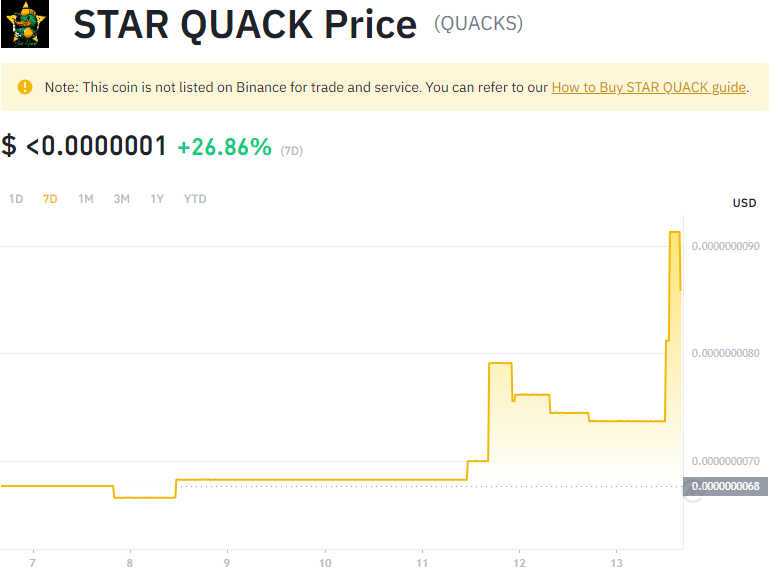 STAR QUACK Price (QUACKS)
Note: This coin is not listed on Binance for trade and service. You can refer to our How to Buy STAR QUACK guide.
$ <0.0000001 +26.86% (7D)
1D 7D 1M 3M 1Y YTD
USD
0.0000000090
0.0000000080
0.0000000070
0.0000000068
7 8 9 10 11 12 13